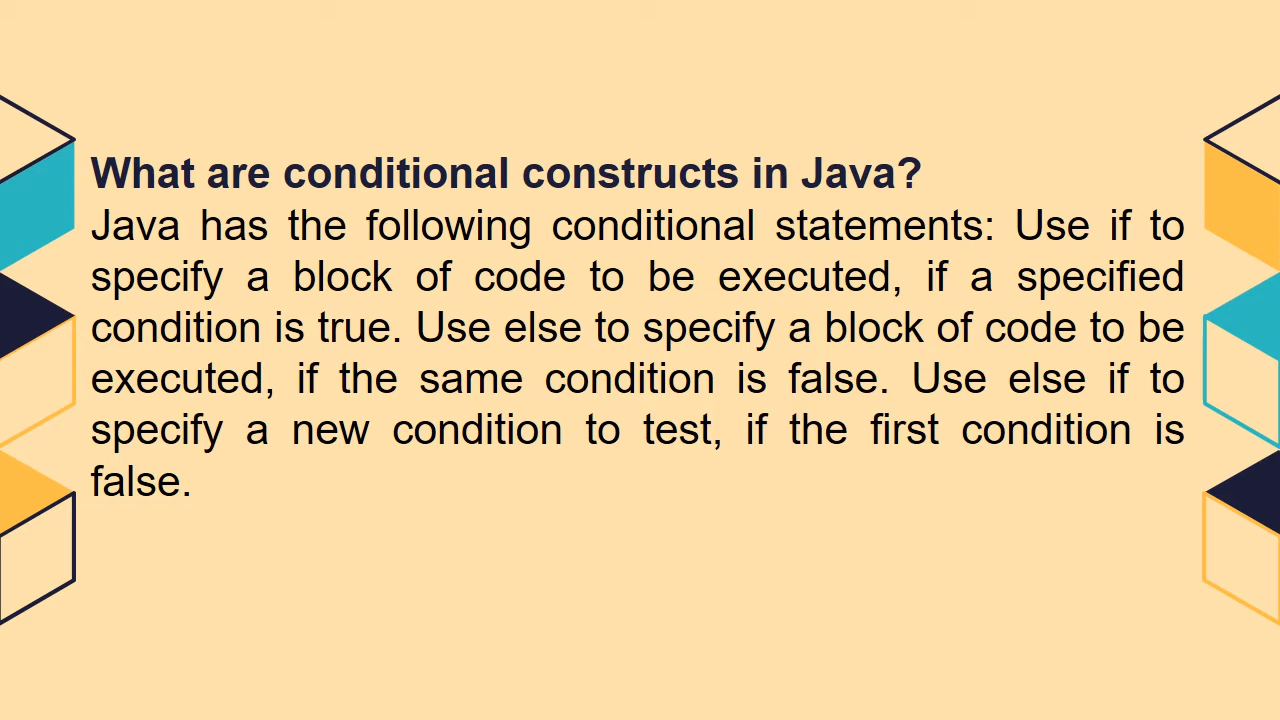 What are conditional constructs in Java?
Java has the following conditional statements: Use if to
specify a block of code to be executed, if a specified
condition is true. Use else to specify a block of code to be
executed, if the same condition is false. Use else if to
specify a new condition to test, if the first condition is
false.